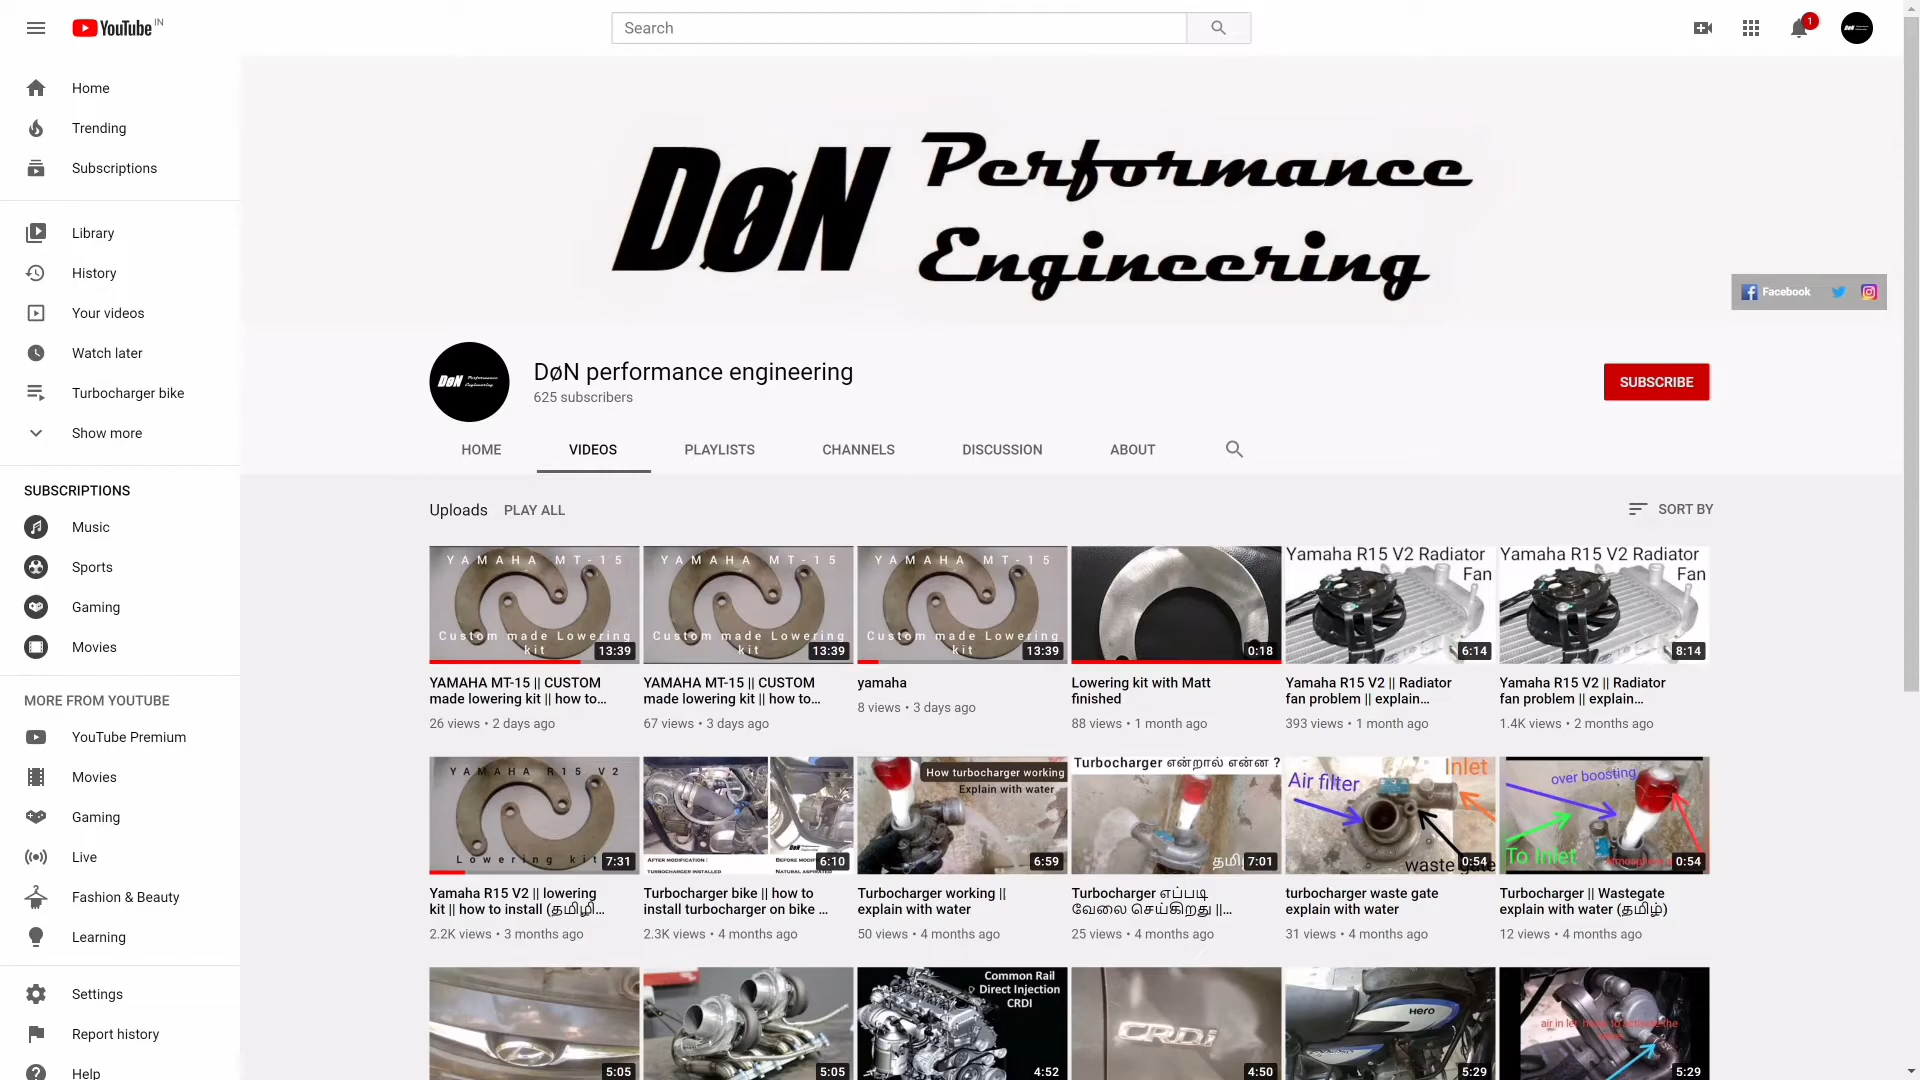 YouTube IN
Search
1
Home
Trending
Subscriptions
Library
History
Your videos
Watch later
Turbocharger bike
Show more
SUBSCRIPTIONS
Music
Sports
Gaming
Movies
MORE FROM YOUTUBE
YouTube Premium
Movies
Gaming
Live
Fashion & Beauty
Learning
Settings
Report history
Help
DøN Performance
Engineering
Facebook
DøN Performance
Engineering
DøN performance engineering
625 subscribers
SUBSCRIBE
HOME VIDEOS PLAYLISTS CHANNELS DISCUSSION ABOUT
Uploads PLAY ALL SORT BY
YAMAHA MT-15
Custom made Lowering
kit
13:39
YAMAHA MT-15 || CUSTOM
made lowering kit || how to...
26 views • 2 days ago
YAMAHA MT-15
Custom made Lowering
kit
13:39
YAMAHA MT-15 || CUSTOM
made lowering kit || how to...
67 views • 3 days ago
YAMAHA MT-15
Custom made Lowering
kit
13:39
yamaha
8 views • 3 days ago
0:18
Lowering kit with Matt
finished
88 views • 1 month ago
Yamaha R15 V2 Radiator
Fan
6:14
Yamaha R15 V2 || Radiator
fan problem || explain...
393 views • 1 month ago
Yamaha R15 V2 Radiator
Fan
8:14
Yamaha R15 V2 || Radiator
fan problem || explain...
1.4K views • 2 months ago
YAMAHA R15 V2
Lowering kit
7:31
Yamaha R15 V2 || lowering
kit || how to install (தமிழி...
2.2K views • 3 months ago
AFTER MODIFICATION :
TURBOCHARGER INSTALLED
BEFORE MODIF
NATURAL ASPIRATED
6:10
Turbocharger bike || how to
install turbocharger on bike ...
2.3K views • 4 months ago
How turbocharger working
Explain with water
6:59
Turbocharger working ||
explain with water
50 views • 4 months ago
Turbocharger என்றால் என்ன ?
தமி
7:01
Turbocharger எப்படி
வேலை செய்கிறது ||...
25 views • 4 months ago
Air filter
Inlet
waste gate
0:54
turbocharger waste gate
explain with water
31 views • 4 months ago
over boosting
To Inlet
0:54
Turbocharger || Wastegate
explain with water (தமிழ்)
12 views • 4 months ago
5:05
5:05
Common Rail
Direct Injection
CRDI
4:52
CRDi
4:50
Hero
5:29
5:29